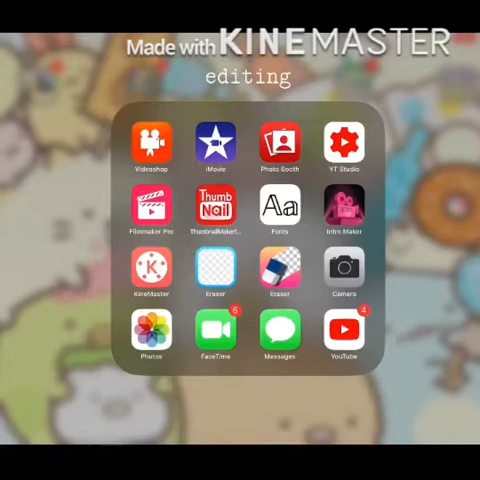 Made with KINEMASTER
editing
Videoshop
iMovie
Photo Booth
YT Studio
Thumb
Nail
Aa
Filmmaker Pro
ThumbnailMaker!...
Fonts
Intro Maker
K
KineMaster
Eraser
Eraser
Camera
6
4
Photos
FaceTime
Messages
YouTube